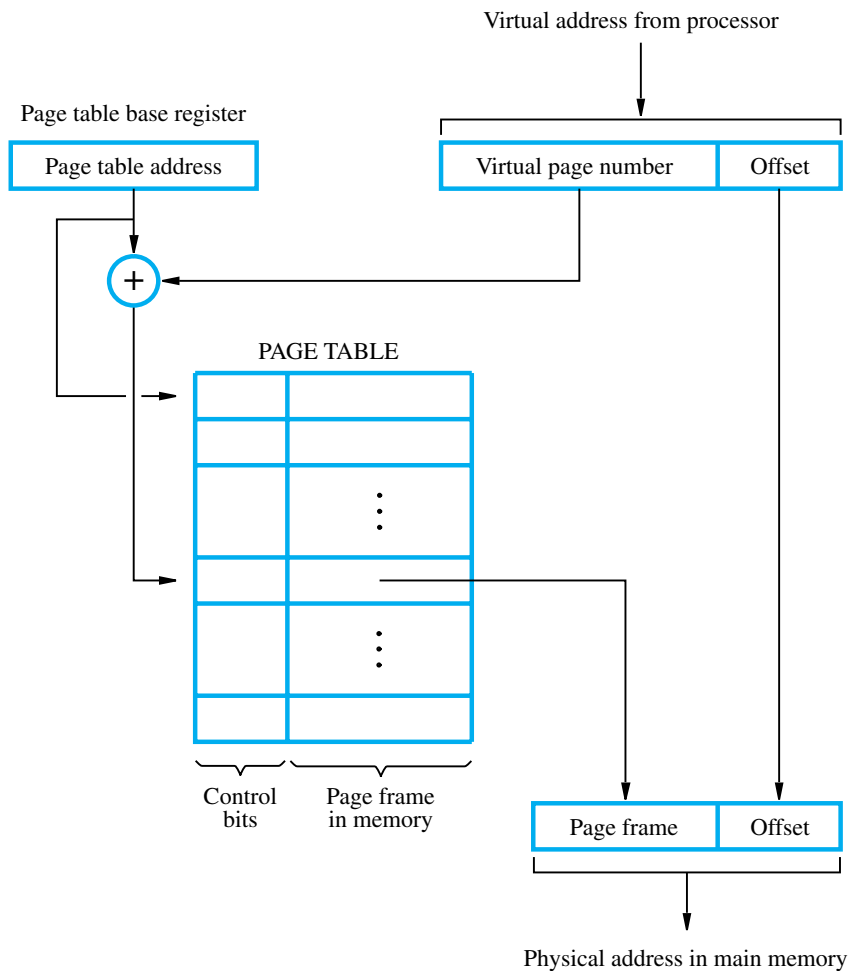 Virtual address from processor
Page table base register
Page table address
Virtual page number
Offset
+
PAGE TABLE
Control
bits
Page frame
in memory
Page frame
Offset
Physical address in main memory